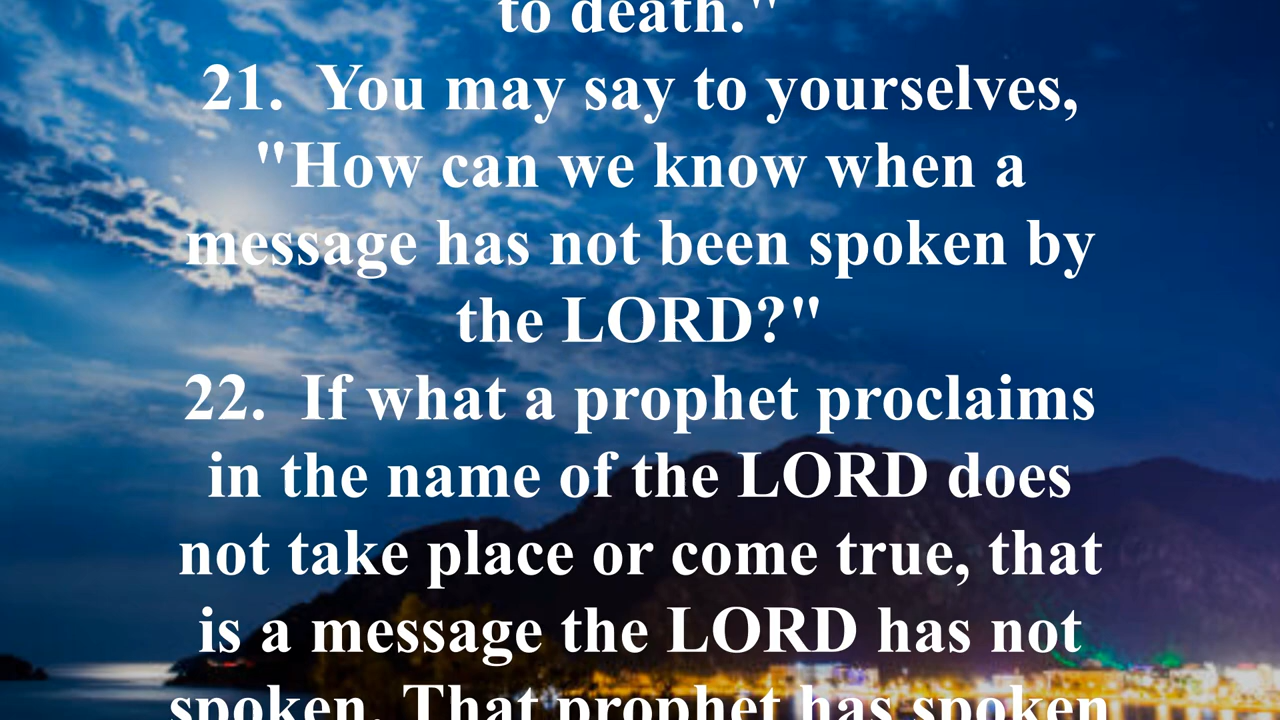 to death."
21. You may say to yourselves,
"How can we know when a
message has not been spoken by
the LORD?"
22. If what a prophet proclaims
in the name of the LORD does
not take place or come true, that
is a message the LORD has not
spoken. That prophet has spoken